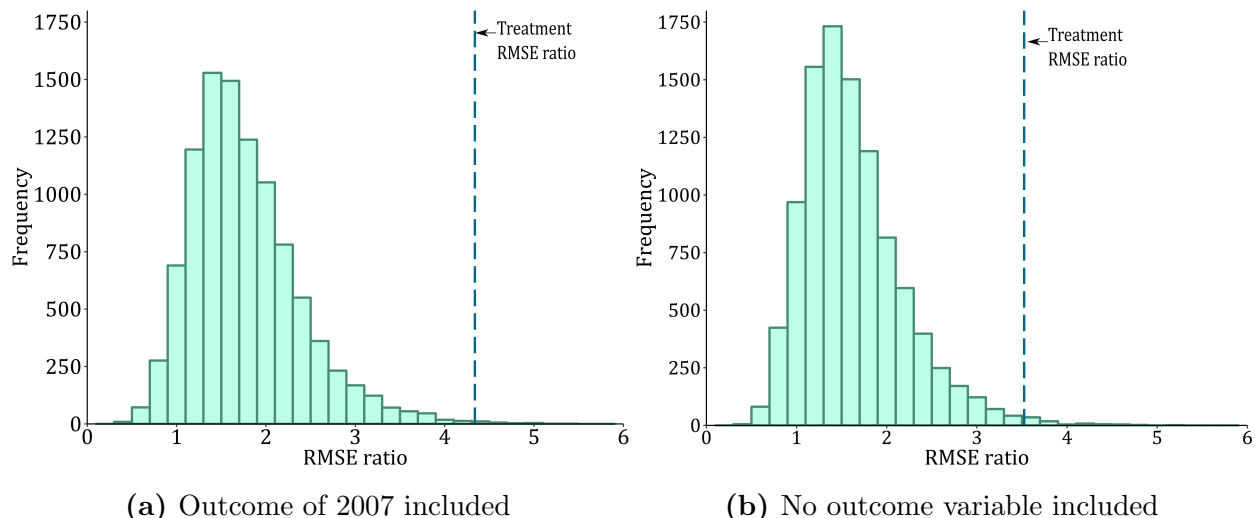 1750
1500
1250
1000
750
500
250
0
Frequency
0 1 2 3 4 5 6
RMSE ratio
Treatment
RMSE ratio
(a) Outcome of 2007 included
1750
1500
1250
1000
750
500
250
0
Frequency
0 1 2 3 4 5 6
RMSE ratio
Treatment
RMSE ratio
(b) No outcome variable included